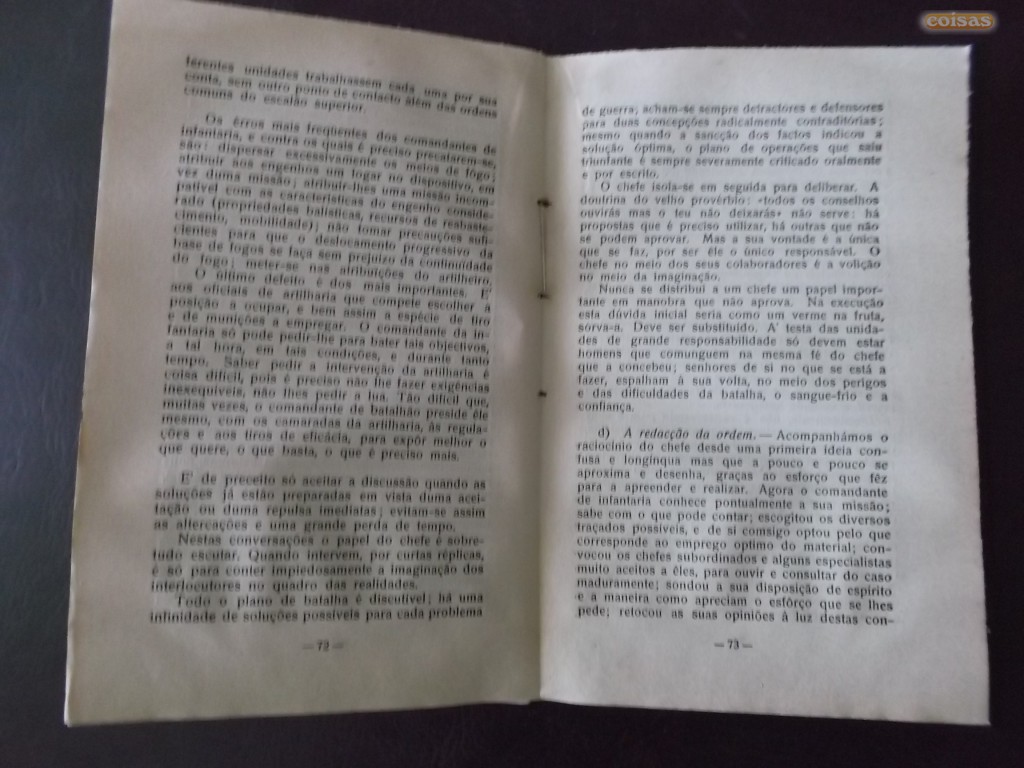 ferentes unidades trabalhassem cada uma por sua
conta, sem outro ponto de contacto além das ordens
comuns do escalão superior.
Os érros mais freqüentes dos comandantes de
infantaria, e contra os quais é preciso precatarem-se,
são: dispersar excessivamente os meios de fogo;
atribuir aos engenhos um logar no dispositivo, em
vez duma missão; atribuir-lhes uma missão incom-
patível com as características do engenho conside-
rado (propriedades balísticas, recursos de reabaste-
cimento, mobilidade); não tomar precauções sufi-
cientes para que o deslocamento progressivo da
base de fogos se faça sem prejuizo da continuidade
do fogo; meter-se nas atribuïções do artilheiro.
O último defeito é dos mais importantes. E'
aos oficiais de artilharia que compete escolher a
posição a ocupar, e bem assim a espécie de tiro
e de munições a empregar. O comandante da in-
fantaria só pode pedir-lhe para bater tais objectivos,
a tal hora, em tais condições, e durante tanto
tempo. Saber pedir a intervenção da artilharia é
coisa difícil, pois é preciso não lhe fazer exigências
inexequíveis, não lhes pedir a lua. Tão difícil que,
muitas vezes, o comandante de batalhão preside êle
mesmo, com os camaradas da artilharia, às regula-
ções e aos tiros de eficácia, para expôr melhor o
que quere, o que basta, o que é preciso mais.
E' de preceito só aceitar a discussão quando as
soluções já estão preparadas em vista duma acei-
tação ou duma repulsa imediatas; evitam-se assim
as altercações e uma grande perda de tempo.
Nestas conversações o papel do chefe é sobre-
tudo escutar. Quando intervem, por curtas réplicas,
é só para conter impiedosamente a imaginação dos
interlocutores no quadro das realidades.
Todo o plano de batalha é discutível; há uma
infinidade de soluções possíveis para cada problema
— 72 —
de guerra; acham-se sempre detractores e defensores
para duas concepções radicalmente contraditórias;
mesmo quando a sancção dos factos indicou a
solução óptima, o plano de operações que saiu
triunfante é sempre severamente criticado oralmente
e por escrito.
O chefe isola-se em seguida para deliberar. A
doutrina do velho provérbio: «todos os conselhos
ouvirás mas o teu não deixarás» não serve: há
propostas que é preciso utilizar, há outras que não
se podem aprovar. Mas a sua vontade é a única
que se faz, por ser êle o único responsável. O
chefe no meio dos seus colaboradores é a volição
no meio da imaginação.
Nunca se distribui a um chefe um papel impor-
tante em manobra que não aprova. Na execução
esta dúvida inicial seria como um verme na fruta,
sorva-a. Deve ser substituído. A' testa das unida-
des de grande responsabilidade só devem estar
homens que comunguem na mesma fé do chefe
que a concebeu; senhores de si no que se está a
fazer, espalham à sua volta, no meio dos perigos
e das dificuldades da batalha, o sangue-frio e a
confiança.
d) A redacção da ordem. — Acompanhámos o
raciocínio do chefe desde uma primeira ideia con-
fusa e longínqua mas que a pouco e pouco se
aproxima e desenha, graças ao esforço que fêz
para a apreender e realizar. Agora o comandante
de infantaria conhece pontualmente a sua missão;
sabe com o que pode contar; escogitou os diversos
traçados possíveis, e de si comsigo optou pelo que
corresponde ao emprego optimo do material; con-
vocou os chefes subordinados e alguns especialistas
muito aceitos a êles, para ouvir e consultar do caso
maduramente; sondou a sua disposição de espírito
e a maneira como apreciam o esfôrço que se lhes
pede; retocou as suas opiniões à luz destas con-
— 73 —
coisas